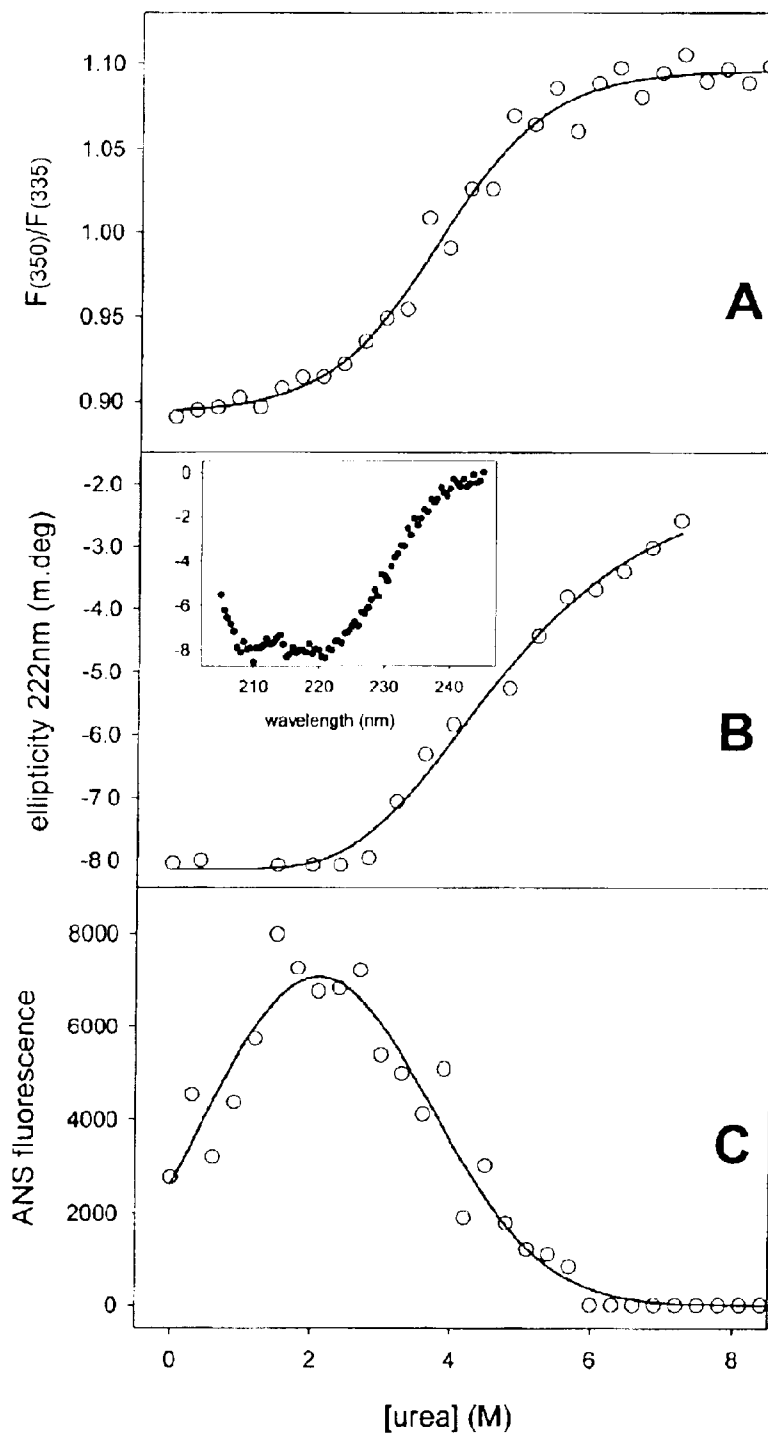 1.10
1.05
1.00
0.95
0.90
F(350)/F(335)
A
-2.0
-3.0
-4.0
-5.0
-6.0
-7.0
-8.0
ellipticity 222nm (m.deg)
0
-2
-4
-6
-8
210 220 230 240
wavelength (nm)
B
8000
6000
4000
2000
0
ANS fluorescence
C
0 2 4 6 8
[urea] (M)